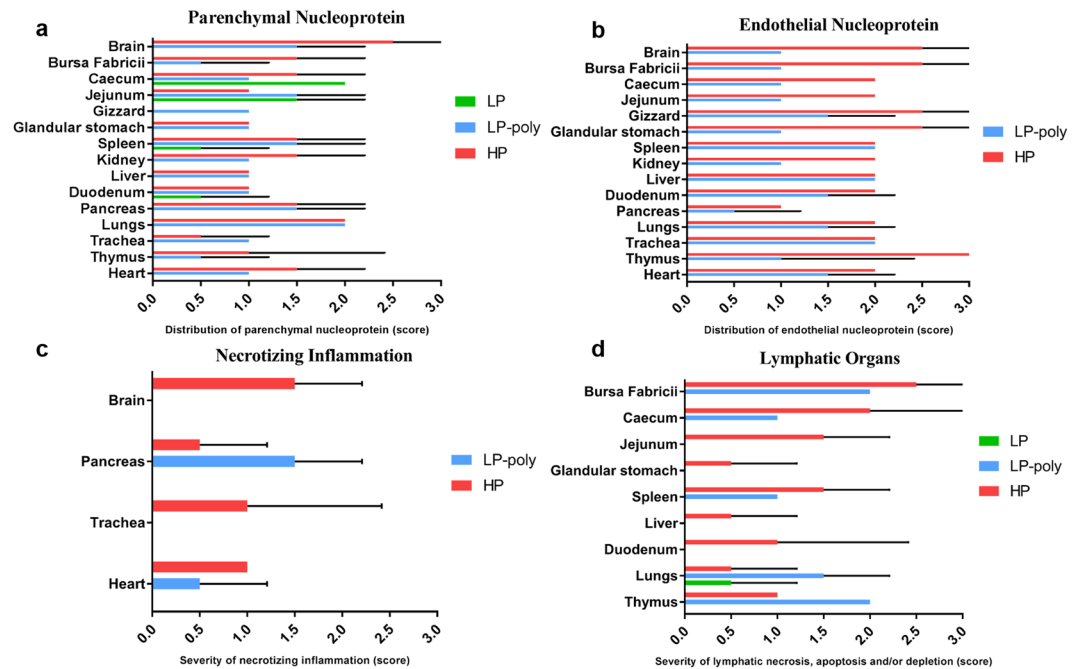 a
Parenchymal Nucleoprotein
Brain
Bursa Fabricii
Caecum
Jejunum
Gizzard
Glandular stomach
Spleen
Kidney
Liver
Duodenum
Pancreas
Lungs
Trachea
Thymus
Heart
0.0 0.5 1.0 1.5 2.0 2.5 3.0
Distribution of parenchymal nucleoprotein (score)
LP
LP-poly
HP
b
Endothelial Nucleoprotein
Brain
Bursa Fabricii
Caecum
Jejunum
Gizzard
Glandular stomach
Spleen
Kidney
Liver
Duodenum
Pancreas
Lungs
Trachea
Thymus
Heart
0.0 0.5 1.0 1.5 2.0 2.5 3.0
Distribution of endothelial nucleoprotein (score)
LP-poly
HP
c
Necrotizing Inflammation
Brain
Pancreas
Trachea
Heart
0.0 0.5 1.0 1.5 2.0 2.5 3.0
Severity of necrotizing inflammation (score)
LP-poly
HP
d
Lymphatic Organs
Bursa Fabricii
Caecum
Jejunum
Glandular stomach
Spleen
Liver
Duodenum
Lungs
Thymus
0.0 0.5 1.0 1.5 2.0 2.5 3.0
Severity of lymphatic necrosis, apoptosis and/or depletion (score)
LP
LP-poly
HP